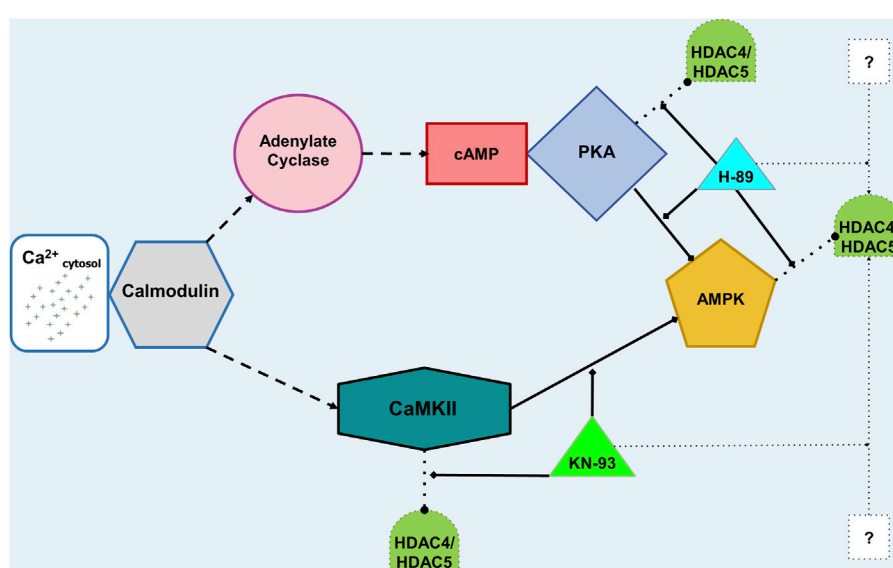 HDAC4/
HDAC5
?
Adenylate
Cyclase
cAMP
PKA
H-89
HDAC4/
HDAC5
Ca2+ cytosol
Calmodulin
AMPK
CaMKII
KN-93
HDAC4/
HDAC5
?